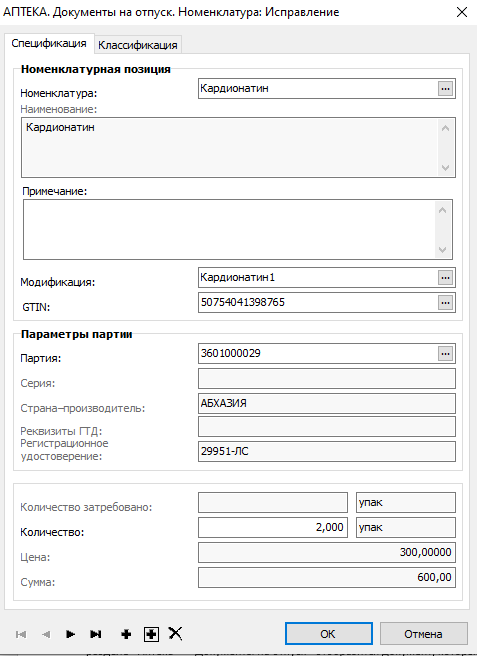 АПТЕКА. Документы на отпуск. Номенклатура: Исправление
Спецификация Классификация
Номенклатурная позиция
Номенклатура: Кардионатин ...
Наименование:
Кардионатин
Примечание:
Модификация: Кардионатин1 ...
GTIN: 50754041398765 ...
Параметры партии
Партия: 3601000029 ...
Серия:
Страна-производитель: АБХАЗИЯ
Реквизиты ГТД:
Регистрационное
удостоверение: 29951-ЛС
Количество затребовано: упак
Количество: 2,000 упак
Цена: 300,00000
Сумма: 600,00
OK Отмена